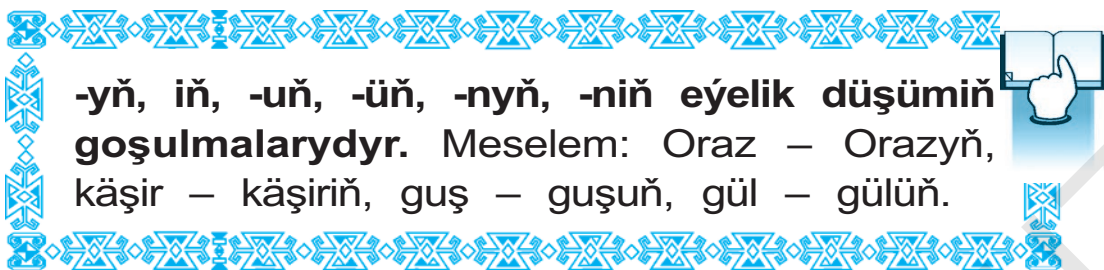 -yň, iň, -uň, -üň, -nyň, -niň eýelik düşümiň
goşulmalarydyr. Meselem: Oraz – Orazyň,
käşir – käşiriň, guş – guşuň, gül – gülüň.